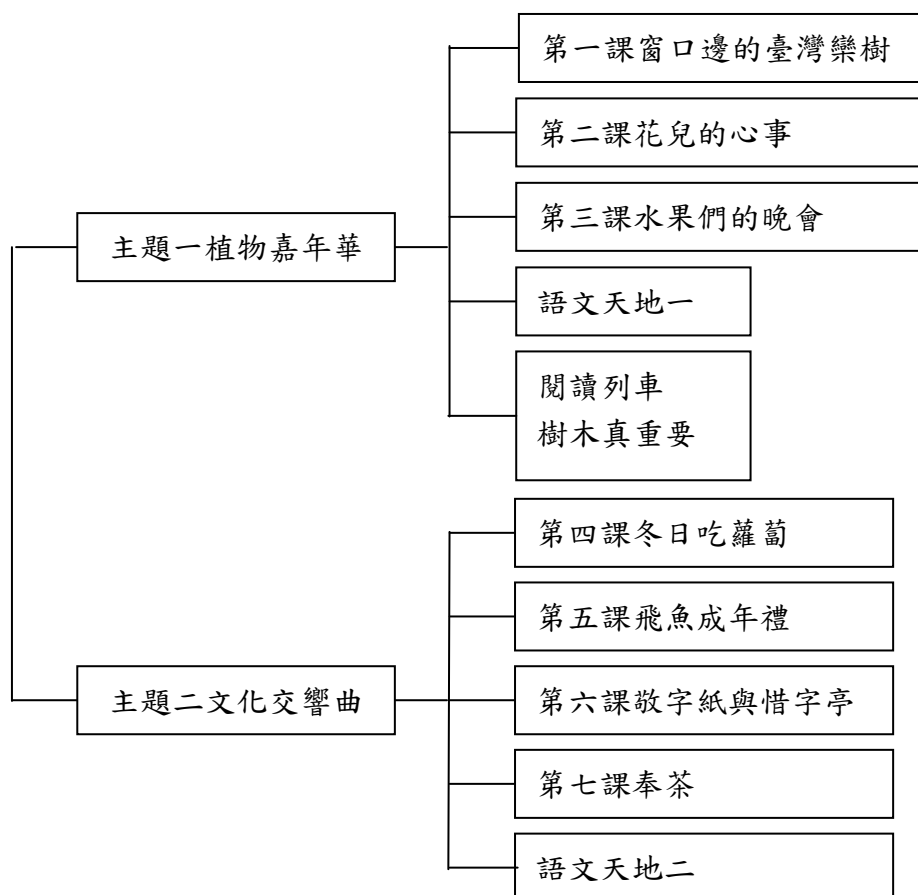 主題一植物嘉年華
第一課窗口邊的臺灣欒樹
第二課花兒的心事
第三課水果們的晚會
語文天地一
閱讀列車
樹木真重要
主題二文化交響曲
第四課冬日吃蘿蔔
第五課飛魚成年禮
第六課敬字紙與惜字亭
第七課奉茶
語文天地二